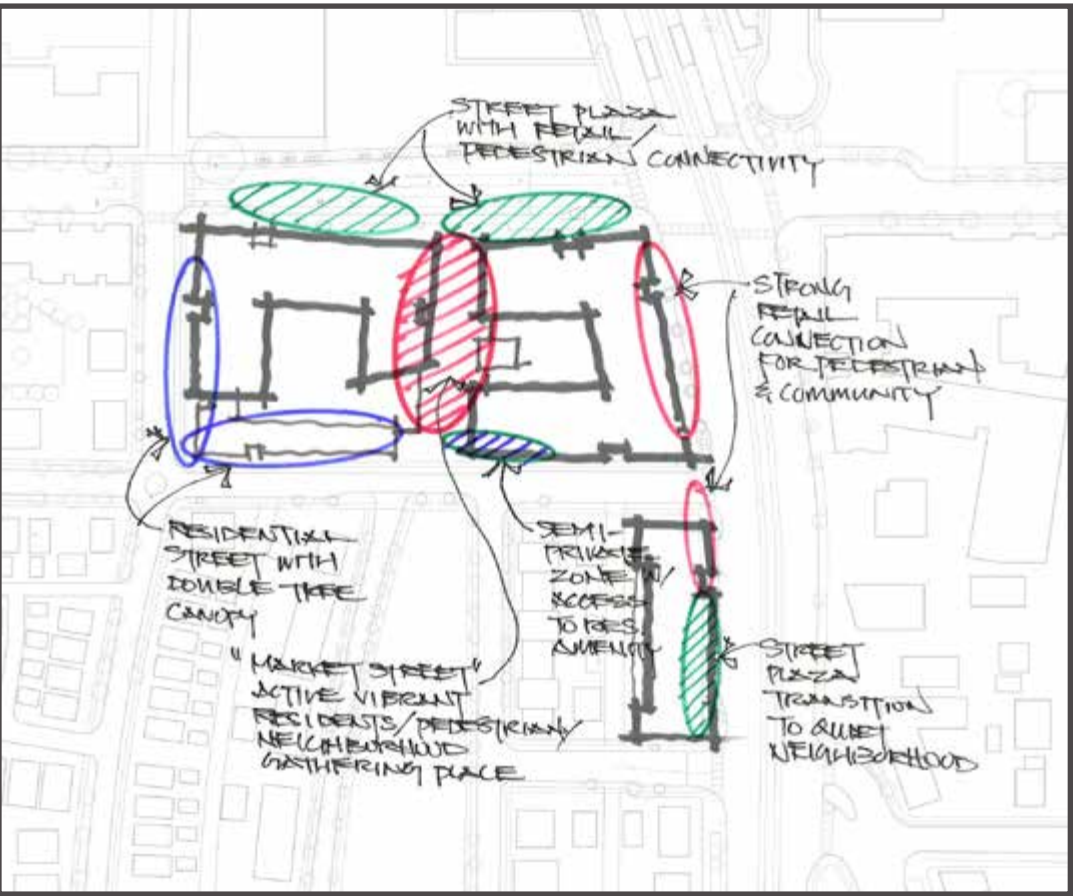 STREET PLAZA
WITH RETAIL/
PEDESTRIAN CONNECTIVITY
STRONG
RETAIL
CONNECTION
FOR PEDESTRIAN
& COMMUNITY
RESIDENTIAL
STREET WITH
DOUBLE TREE
CANOPY
SEMI-
PRIVATE
ZONE W/
ACCESS
TO RES.
AMENITY
"MARKET STREET"
ACTIVE VIBRANT
RESIDENTS/PEDESTRIAN/
NEIGHBORHOOD
GATHERING PLACE
STREET
PLAZA
TRANSITION
TO QUIET
NEIGHBORHOOD